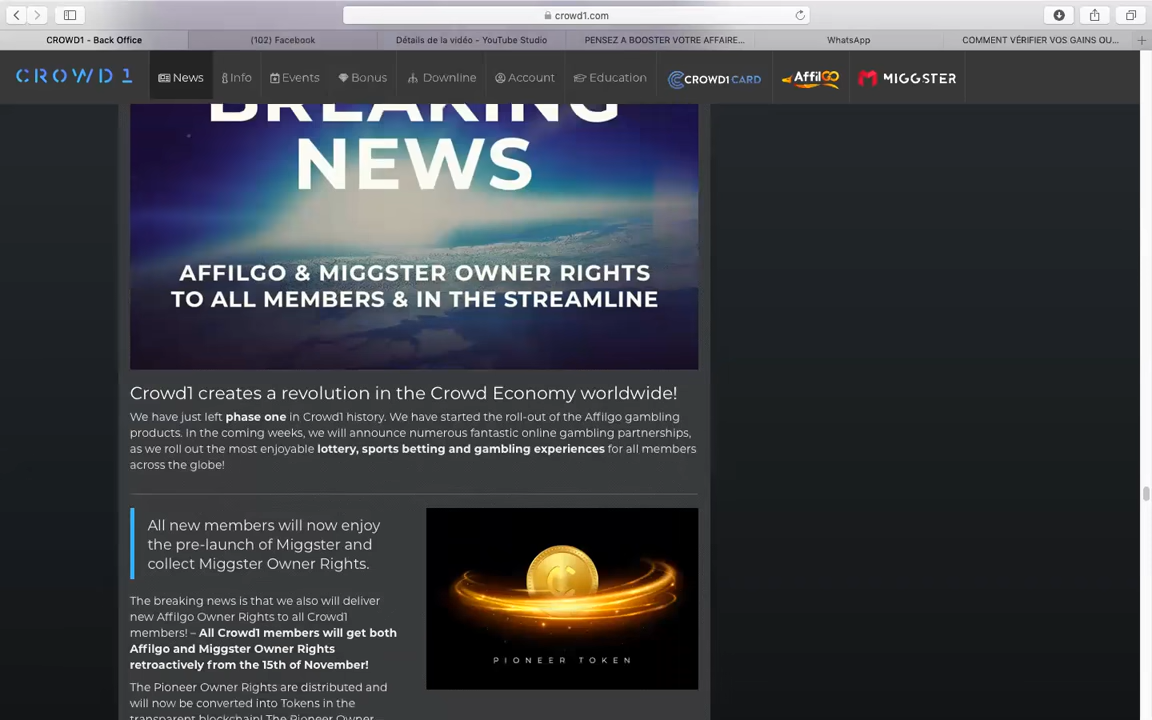 crowd1.com
CROWD1 - Back Office
(102) Facebook
Détails de la vidéo - YouTube Studio
PENSEZ A BOOSTER VOTRE AFFAIRE...
WhatsApp
COMMENT VÉRIFIER VOS GAINS OU...
CROWD1
News
Info
Events
Bonus
Downline
Account
Education
CROWD1CARD
AffilGO
MIGGSTER
BREAKING
NEWS
AFFILGO & MIGGSTER OWNER RIGHTS
TO ALL MEMBERS & IN THE STREAMLINE
Crowd1 creates a revolution in the Crowd Economy worldwide!
We have just left phase one in Crowd1 history. We have started the roll-out of the Affilgo gambling
products. In the coming weeks, we will announce numerous fantastic online gambling partnerships,
as we roll out the most enjoyable lottery, sports betting and gambling experiences for all members
across the globe!
All new members will now enjoy
the pre-launch of Miggster and
collect Miggster Owner Rights.
The breaking news is that we also will deliver
new Affilgo Owner Rights to all Crowd1
members! – All Crowd1 members will get both
Affilgo and Miggster Owner Rights
retroactively from the 15th of November!
The Pioneer Owner Rights are distributed and
will now be converted into Tokens in the
transparent blockchain! The Pioneer Owner
PIONEER TOKEN